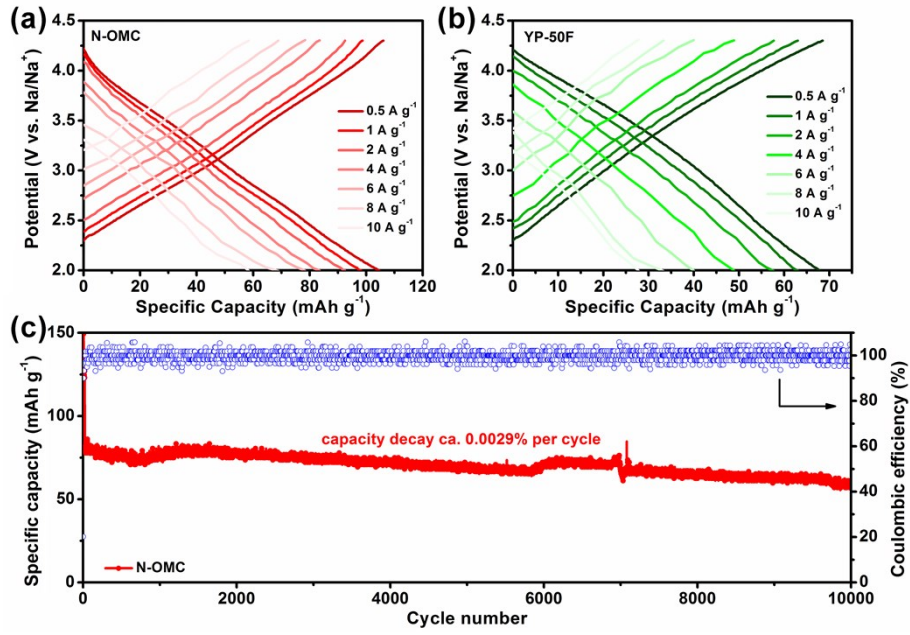 (a)
N-OMC
4.5
4.0
3.5
3.0
2.5
2.0
Potential (V vs. Na/Na⁺)
0.5 A g⁻¹
1 A g⁻¹
2 A g⁻¹
4 A g⁻¹
6 A g⁻¹
8 A g⁻¹
10 A g⁻¹
0 20 40 60 80 100 120
Specific Capacity (mAh g⁻¹)
(b)
YP-50F
4.5
4.0
3.5
3.0
2.5
2.0
Potential (V vs. Na/Na⁺)
0.5 A g⁻¹
1 A g⁻¹
2 A g⁻¹
4 A g⁻¹
6 A g⁻¹
8 A g⁻¹
10 A g⁻¹
0 10 20 30 40 50 60 70
Specific Capacity (mAh g⁻¹)
(c)
150
100
50
0
Specific capacity (mAh g⁻¹)
capacity decay ca. 0.0029% per cycle
N-OMC
100
80
60
40
20
0
Coulombic efficiency (%)
0 2000 4000 6000 8000 10000
Cycle number